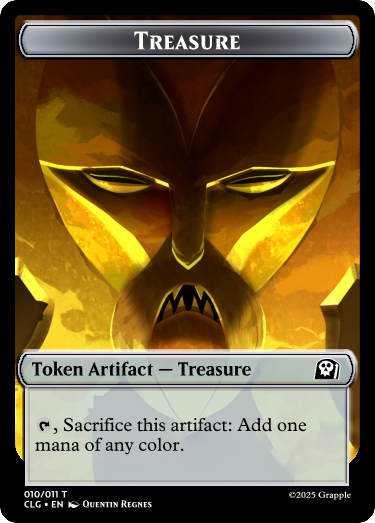 TREASURE
Token Artifact — Treasure
, Sacrifice this artifact: Add one
mana of any color.
010/011 T
CLG • EN QUENTIN REGNES
©2025 Grapple